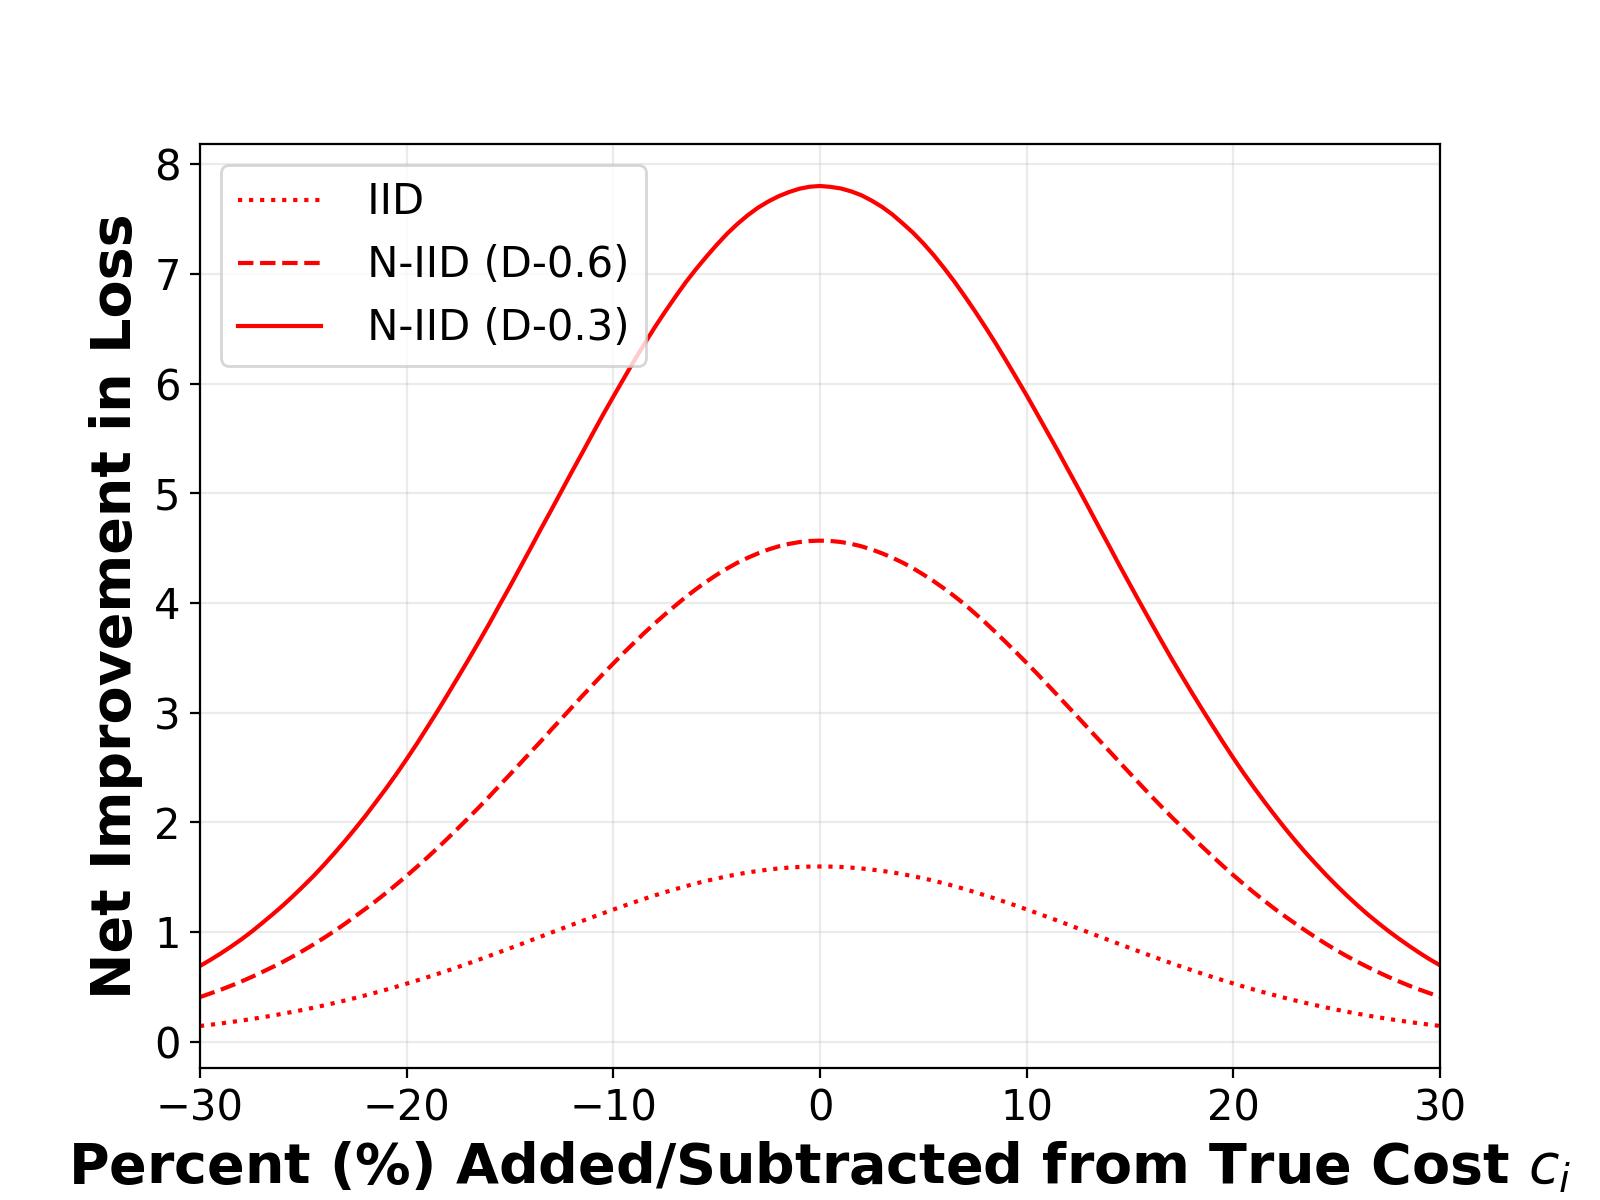 8
7
6
5
4
3
2
1
0
Net Improvement in Loss
IID
N-IID (D-0.6)
N-IID (D-0.3)
−30 −20 −10 0 10 20 30
Percent (%) Added/Subtracted from True Cost c_i